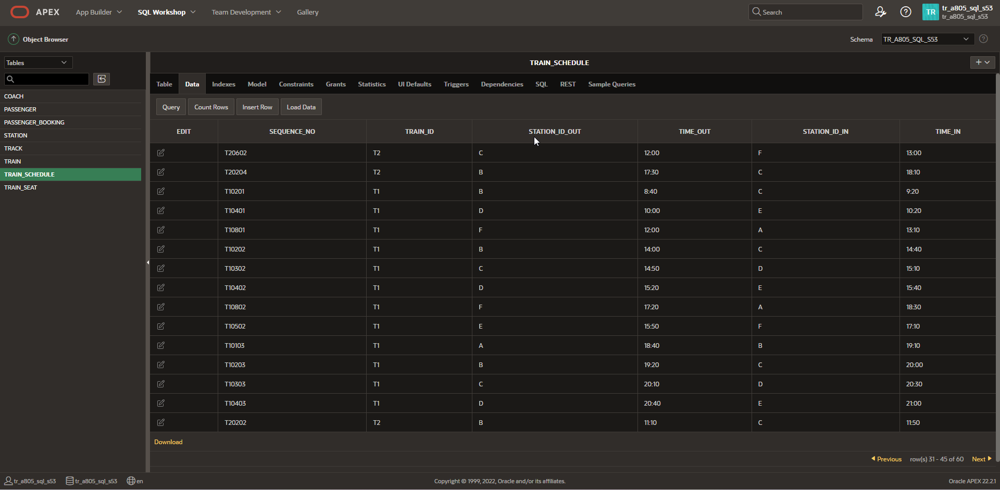 APEX App Builder SQL Workshop Team Development Gallery Search TR tr_a805_sql_s53
tr_a805_sql_s53
Object Browser Schema TR_A805_SQL_S53
Tables
TRAIN_SCHEDULE
Table Data Indexes Model Constraints Grants Statistics UI Defaults Triggers Dependencies SQL REST Sample Queries
COACH
PASSENGER
PASSENGER_BOOKING
STATION
TRACK
TRAIN
TRAIN_SCHEDULE
TRAIN_SEAT
Query Count Rows Insert Row Load Data
EDIT SEQUENCE_NO TRAIN_ID STATION_ID_OUT TIME_OUT STATION_ID_IN TIME_IN
T20602 T2 C 12:00 F 13:00
T20204 T2 B 17:30 C 18:10
T10201 T1 B 8:40 C 9:20
T10401 T1 D 10:00 E 10:20
T10801 T1 F 12:00 A 13:10
T10202 T1 B 14:00 C 14:40
T10302 T1 C 14:50 D 15:10
T10402 T1 D 15:20 E 15:40
T10802 T1 F 17:20 A 18:30
T10502 T1 E 15:50 F 17:10
T10103 T1 A 18:40 B 19:10
T10203 T1 B 19:20 C 20:00
T10303 T1 C 20:10 D 20:30
T10403 T1 D 20:40 E 21:00
T20202 T2 B 11:10 C 11:50
Download
Previous row(s) 31 - 45 of 60 Next
tr_a805_sql_s53 tr_a805_sql_s53 en Copyright © 1999, 2022, Oracle and/or its affiliates. Oracle APEX 22.2.1